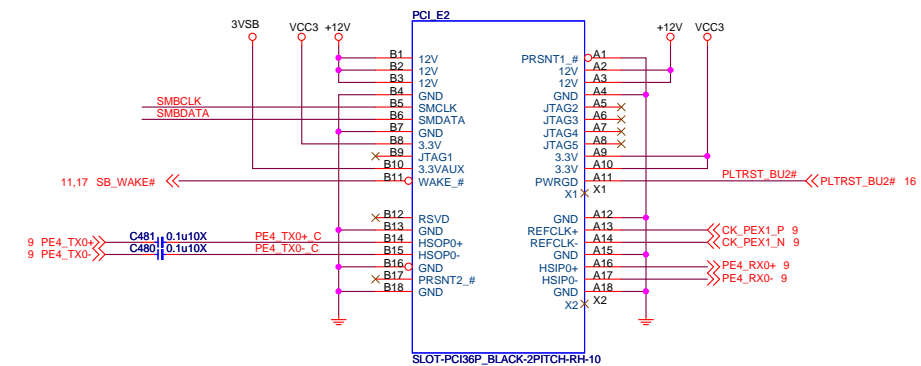 PCI_E2
3VSB VCC3 +12V +12V VCC3
B1 12V PRSNT1_# A1
B2 12V 12V A2
B3 12V 12V A3
B4 GND GND A4
SMBCLK B5 SMCLK JTAG2 A5
SMBDATA B6 SMDATA JTAG3 A6
B7 GND JTAG4 A7
B8 3.3V JTAG5 A8
B9 JTAG1 3.3V A9
B10 3.3VAUX 3.3V A10
11,17 SB_WAKE# B11 WAKE_# PWRGD A11 PLTRST_BU2# PLTRST_BU2# 16
X1 X1
B12 RSVD GND A12
B13 GND REFCLK+ A13 CK_PEX1_P 9
9 PE4_TX0+ C481 0.1u10X PE4_TX0+_C B14 HSOP0+ REFCLK- A14 CK_PEX1_N 9
9 PE4_TX0- C480 0.1u10X PE4_TX0-_C B15 HSOP0- GND A15
B16 GND HSIP0+ A16 PE4_RX0+ 9
B17 PRSNT2_# HSIP0- A17 PE4_RX0- 9
B18 GND GND A18
X2 X2
SLOT-PCI36P_BLACK-2PITCH-RH-10